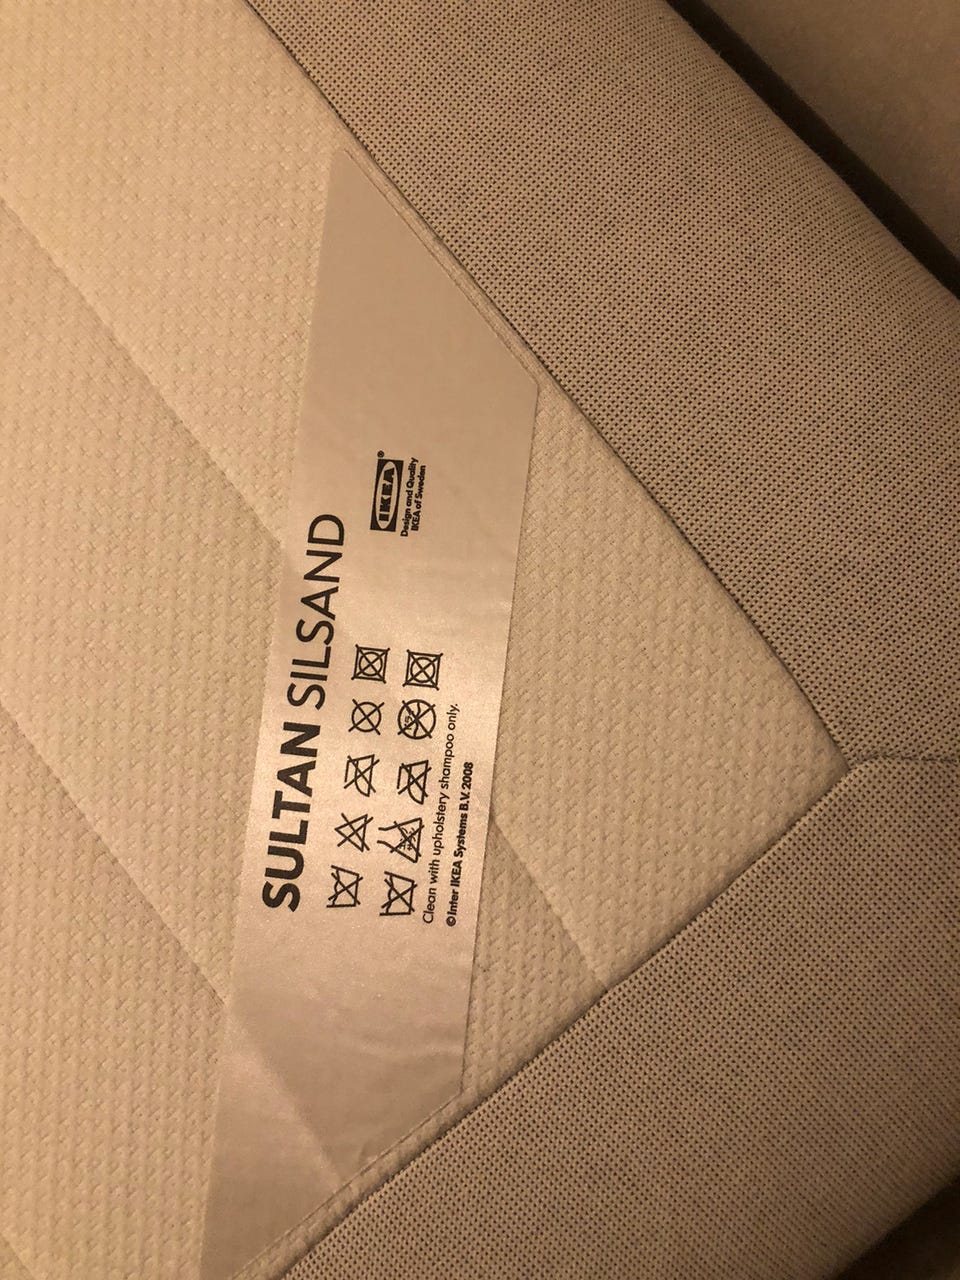 SULTAN SILSAND
IKEA®
Design and Quality
IKEA of Sweden
Clean with upholstery shampoo only.
© Inter IKEA Systems B.V. 2008